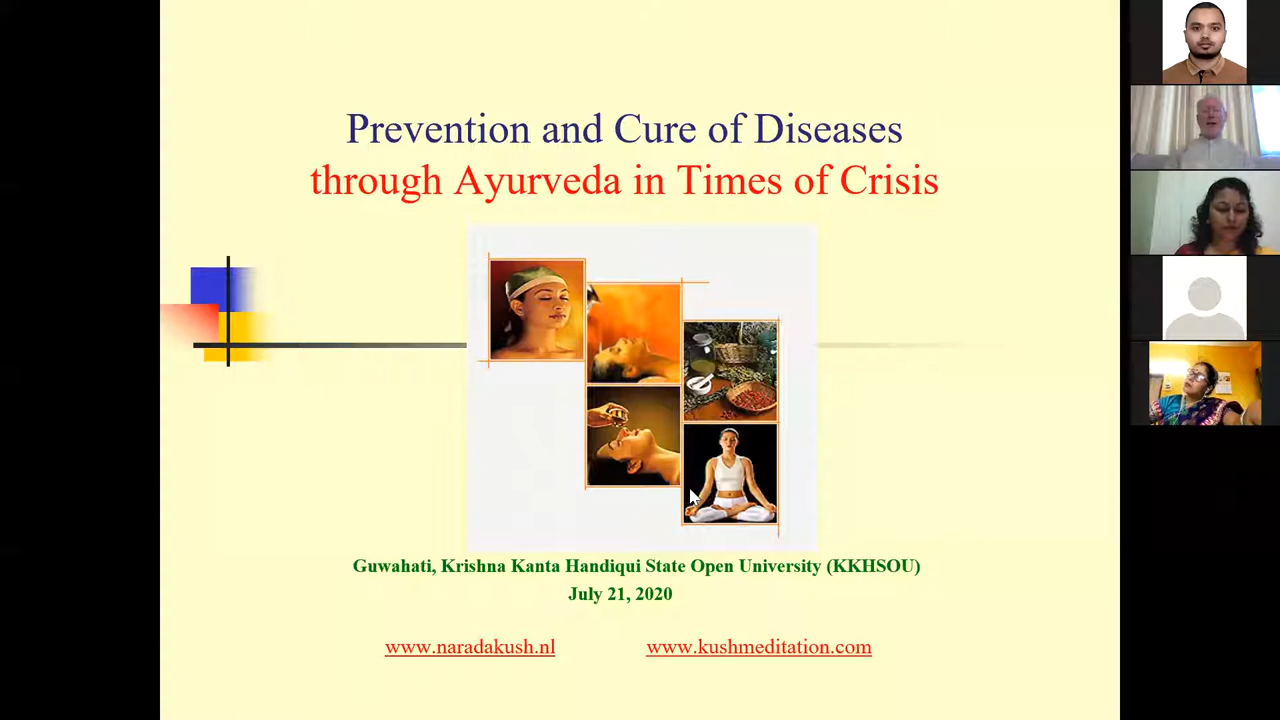 Prevention and Cure of Diseases
through Ayurveda in Times of Crisis
Guwahati, Krishna Kanta Handiqui State Open University (KKHSOU)
July 21, 2020
www.naradakush.nl
www.kushmeditation.com